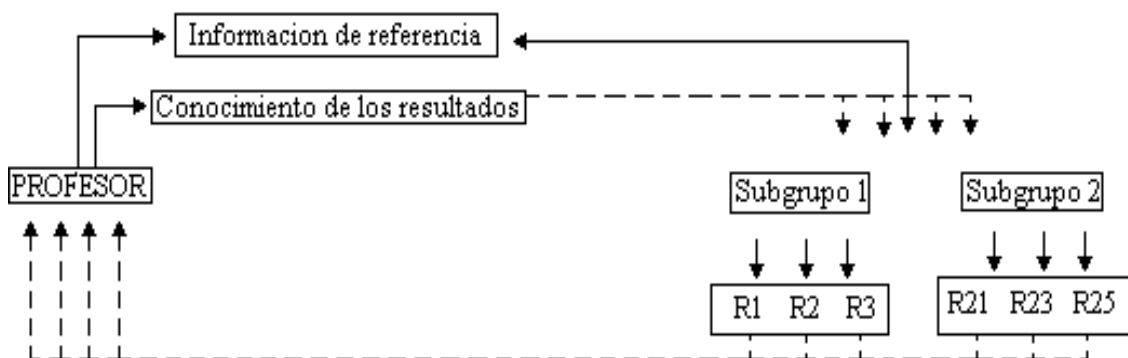 Informacion de referencia
Conocimiento de los resultados
PROFESOR
Subgrupo 1
Subgrupo 2
R1 R2 R3
R21 R23 R25